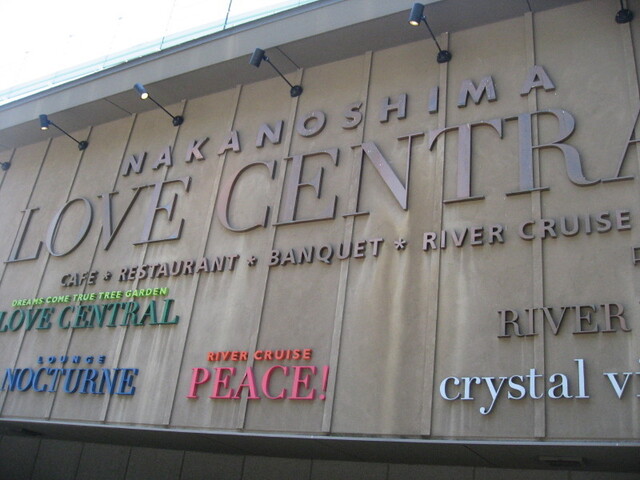 NAKANOSHIMA
LOVE CENTRA
CAFE * RESTAURANT * BANQUET * RIVER CRUISE
DREAMS COME TRUE TREE GARDEN
LOVE CENTRAL
LOUNGE
NOCTURNE
RIVER CRUISE
PEACE!
RIVER
crystal vi